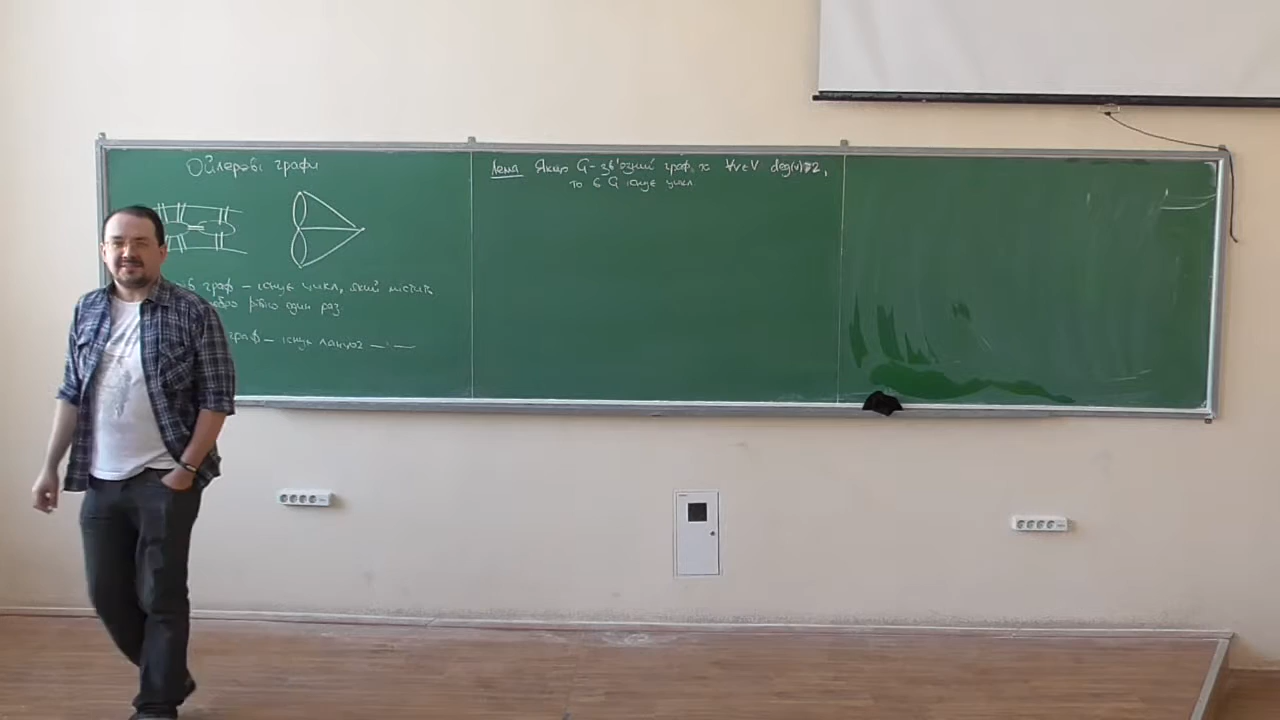 Ойлерові графи
граф – існує цикл, який містить
ребро рівно один раз
граф – існує ланцюг —〃—
Лема Якщо G – зв'язний граф, ∀v∈V deg(v)≥2,
то в G існує цикл.